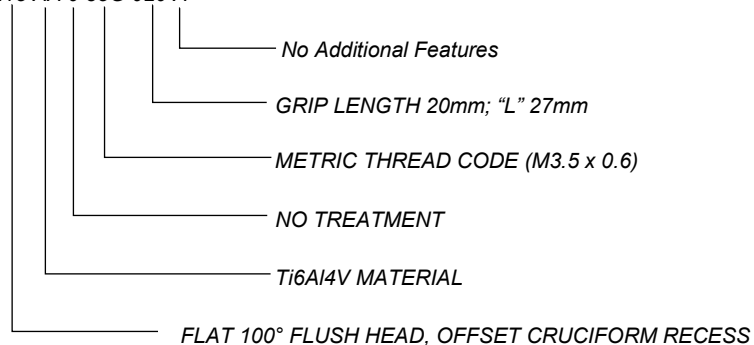 No Additional Features
GRIP LENGTH 20mm; “L” 27mm
METRIC THREAD CODE (M3.5 x 0.6)
NO TREATMENT
Ti6Al4V MATERIAL
FLAT 100° FLUSH HEAD, OFFSET CRUCIFORM RECESS